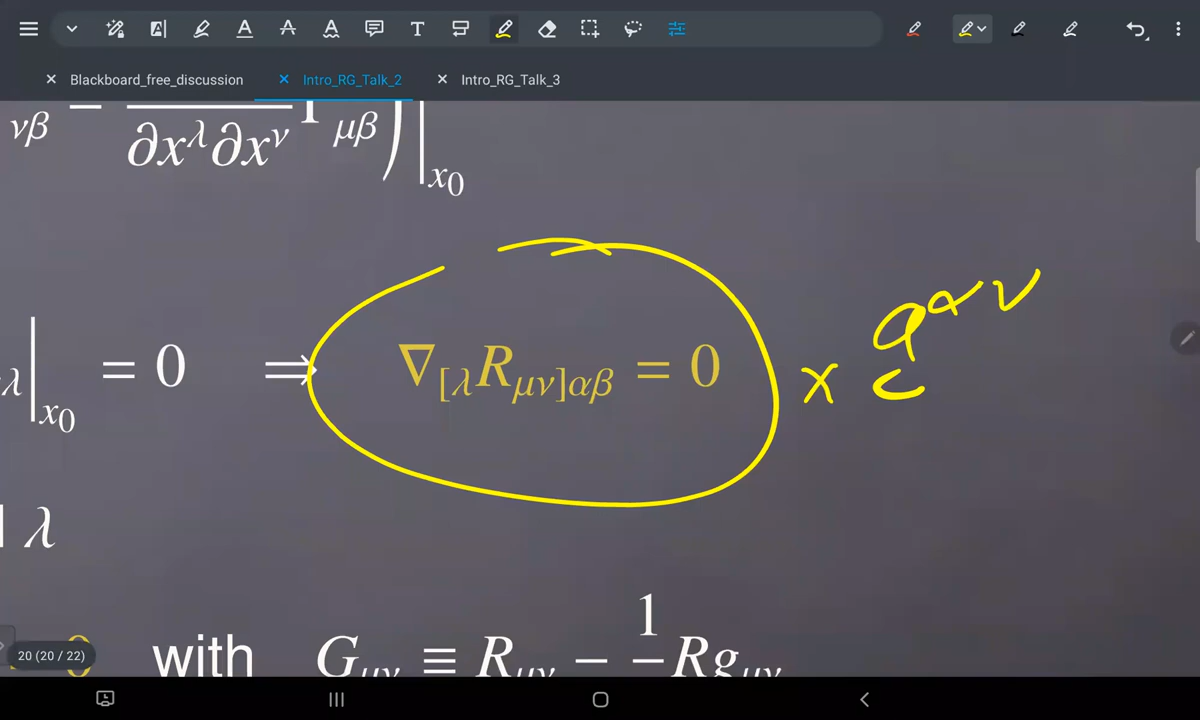 Blackboard_free_discussion Intro_RG_Talk_2 Intro_RG_Talk_3
νβ − ∂x^λ∂x^ν Γ μβ)|x₀
|x₀ = 0 ⇒ ∇[λRμν]αβ = 0 × g^αν
λ
0 with Gμν ≡ Rμν − 1/ Rgμν
20 (20 / 22)